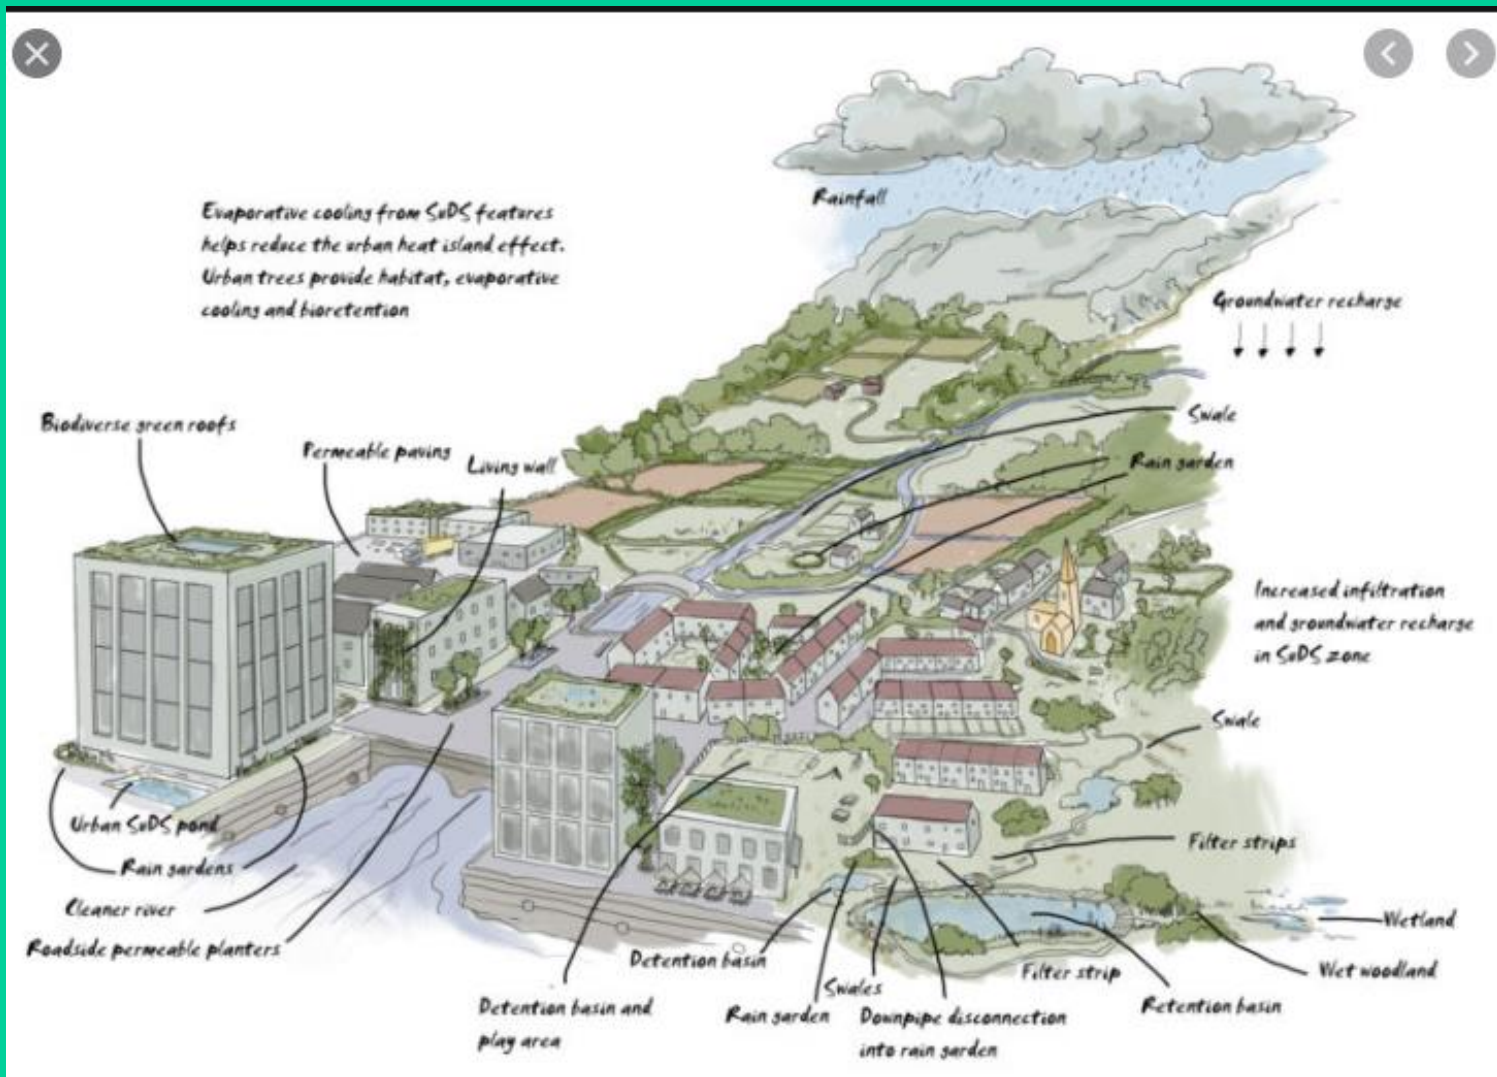 Rainfall
Evaporative cooling from SuDS features
helps reduce the urban heat island effect.
Urban trees provide habitat, evaporative
cooling and bioretention
Groundwater recharge
Swale
Biodiverse green roofs
Permeable paving
Living wall
Rain garden
Increased infiltration
and groundwater recharge
in SuDS zone
Swale
Urban SuDS pond
Filter strips
Rain gardens
Cleaner river
Wetland
Roadside permeable planters
Detention basin
Filter strip
Wet woodland
Swales
Retention basin
Detention basin and
play area
Rain garden
Downpipe disconnection
into rain garden